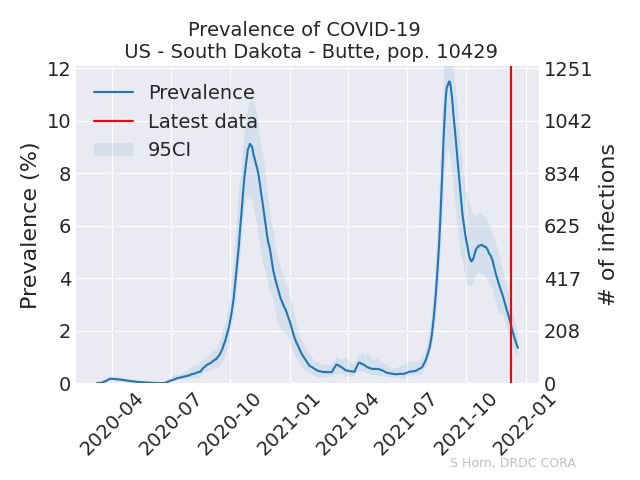 Prevalence of COVID-19
US - South Dakota - Butte, pop. 10429
Prevalence (%)
12
10
8
6
4
2
0
Prevalence
Latest data
95CI
1251
1042
834
625
417
208
0
# of infections
2020-04
2020-07
2020-10
2021-01
2021-04
2021-07
2021-10
2022-01
S Horn, DRDC CORA